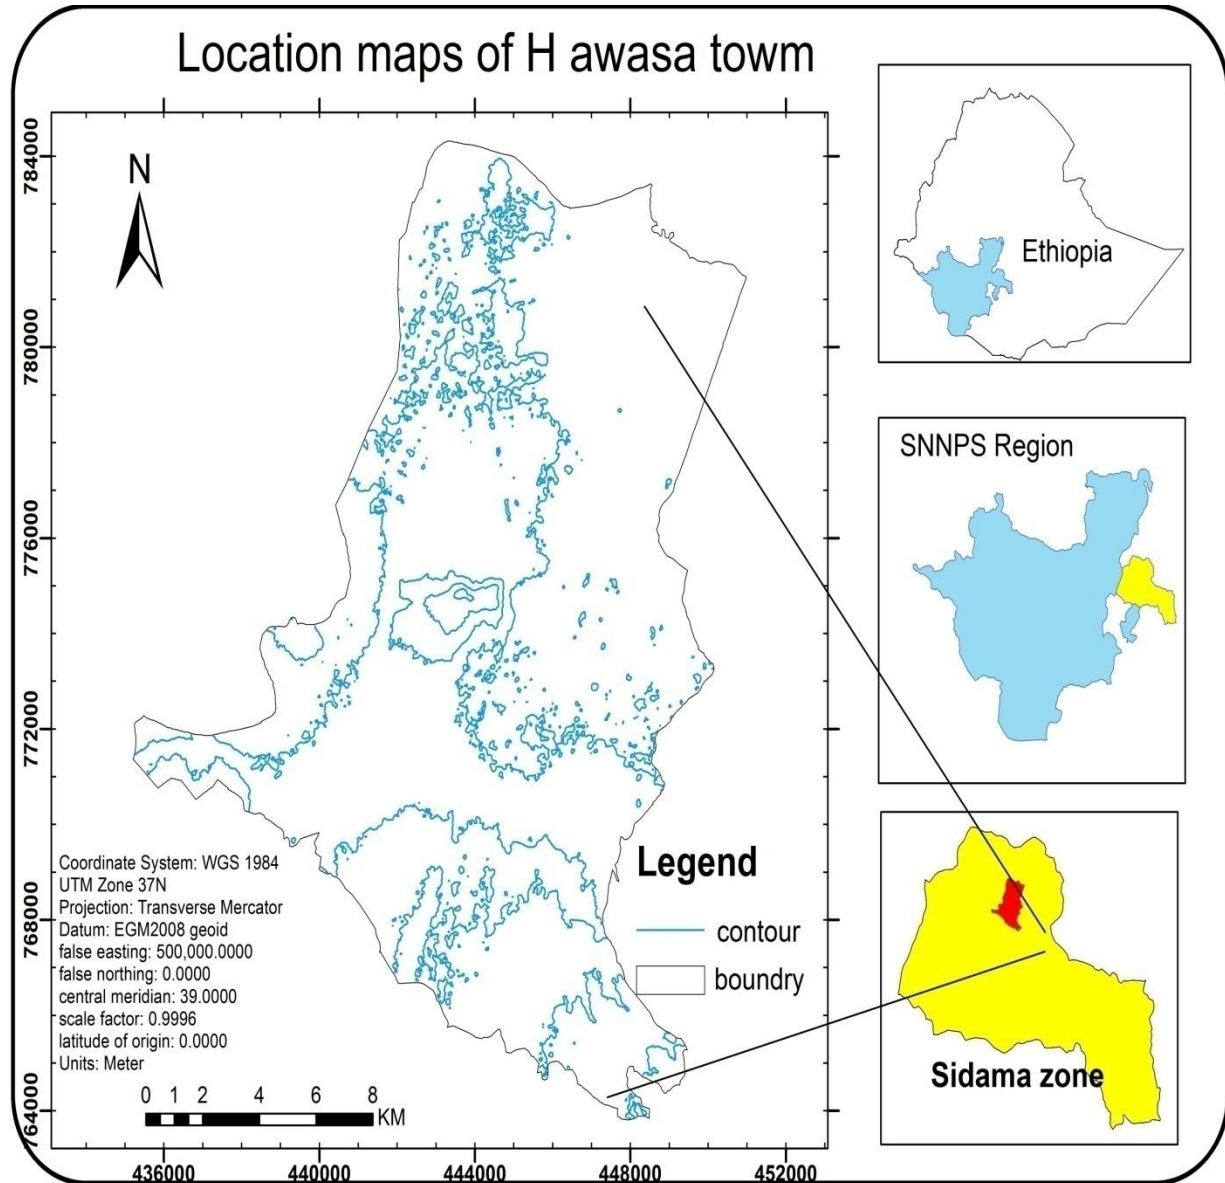 Location maps of H awasa towm
N
784000
780000
776000
772000
768000
764000
436000
440000
444000
448000
452000
Coordinate System: WGS 1984
UTM Zone 37N
Projection: Transverse Mercator
Datum: EGM2008 geoid
false easting: 500,000.0000
false northing: 0.0000
central meridian: 39.0000
scale factor: 0.9996
latitude of origin: 0.0000
Units: Meter
0 1 2 4 6 8
KM
Legend
contour
boundry
Ethiopia
SNNPS Region
Sidama zone